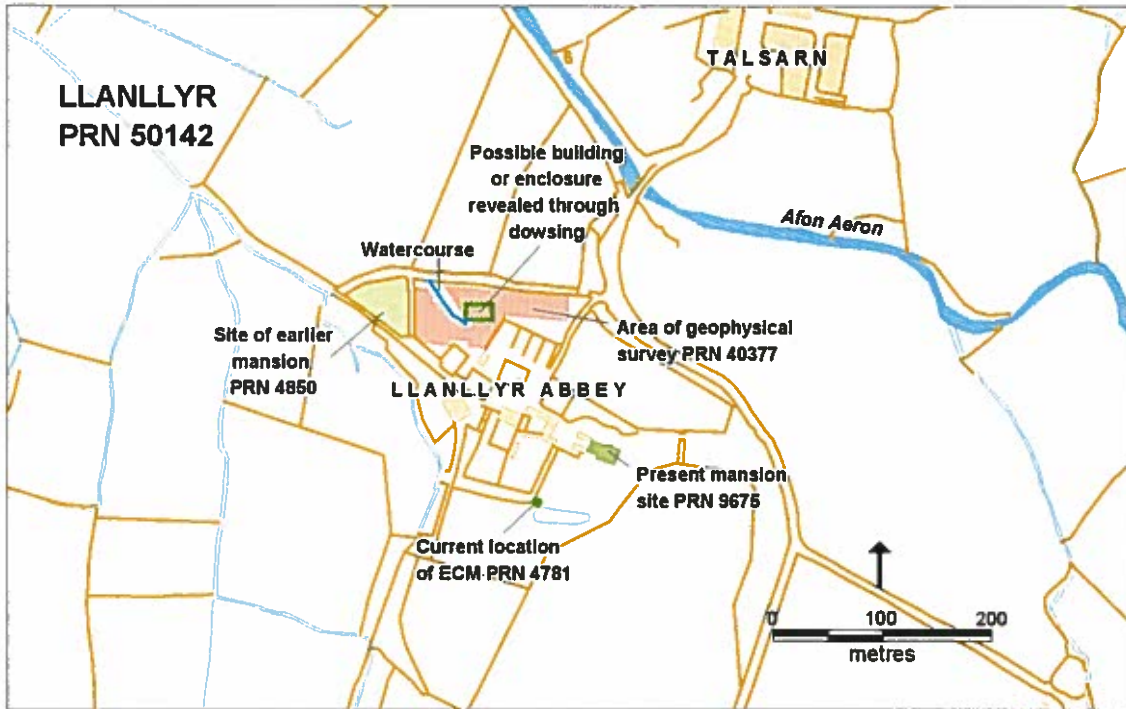 LLANLLYR
PRN 50142
TALSARN
Possible building
or enclosure
revealed through
dowsing
Afon Aeron
Watercourse
Site of earlier
mansion
PRN 4850
Area of geophysical
survey PRN 40377
LLANLLYR ABBEY
Present mansion
site PRN 9675
Current location
of ECM PRN 4781
0 100 200
metres